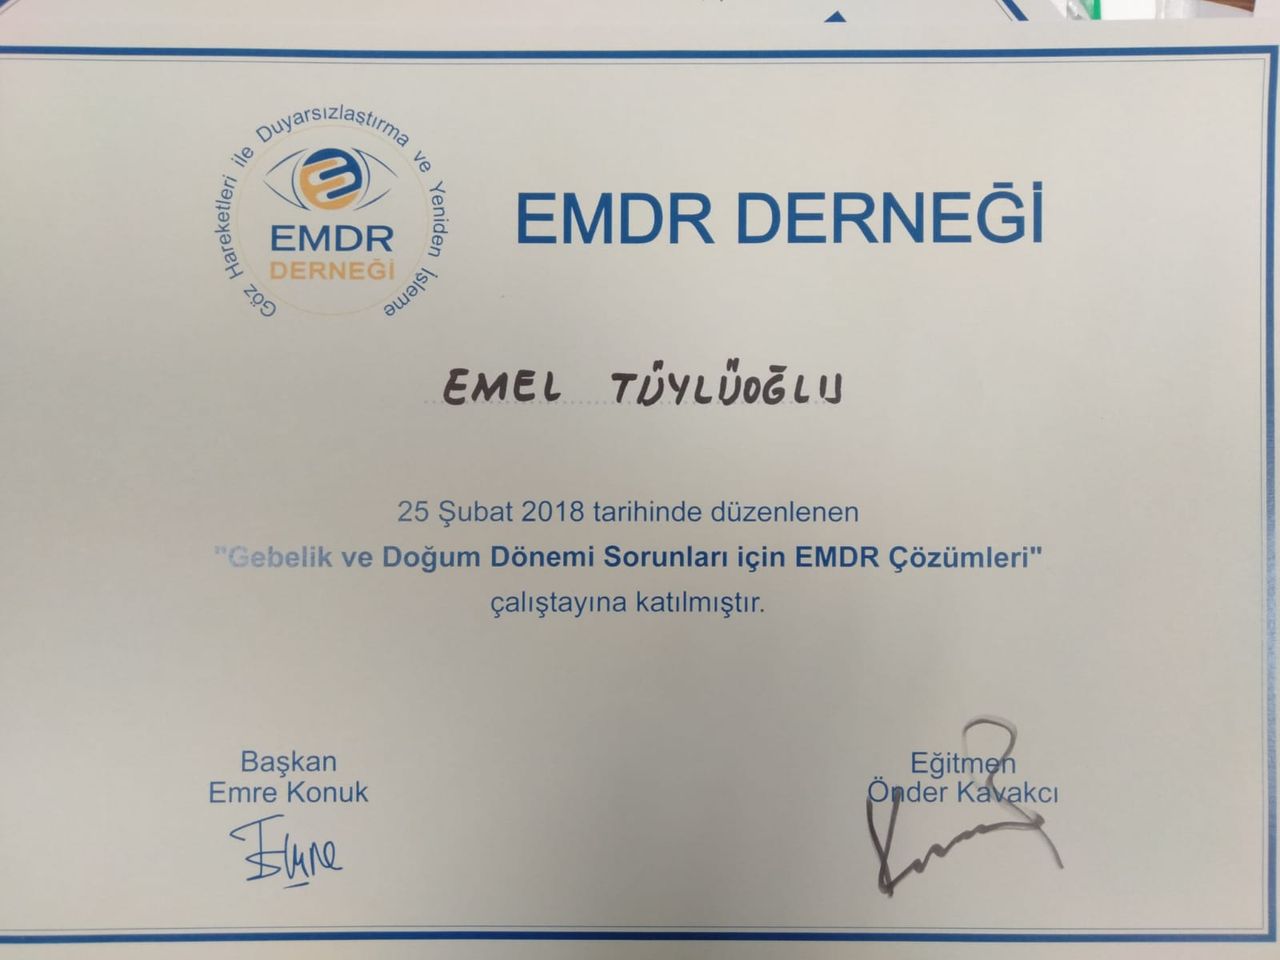 Göz Hareketleri ile Duyarsızlaştırma ve Yeniden İşleme
EMDR
DERNEĞİ
EMDR DERNEĞİ
EMEL TÜYLÜOĞLU
25 Şubat 2018 tarihinde düzenlenen
"Gebelik ve Doğum Dönemi Sorunları için EMDR Çözümleri"
çalıştayına katılmıştır.
Başkan
Emre Konuk
Emre
Eğitmen
Önder Kavakcı